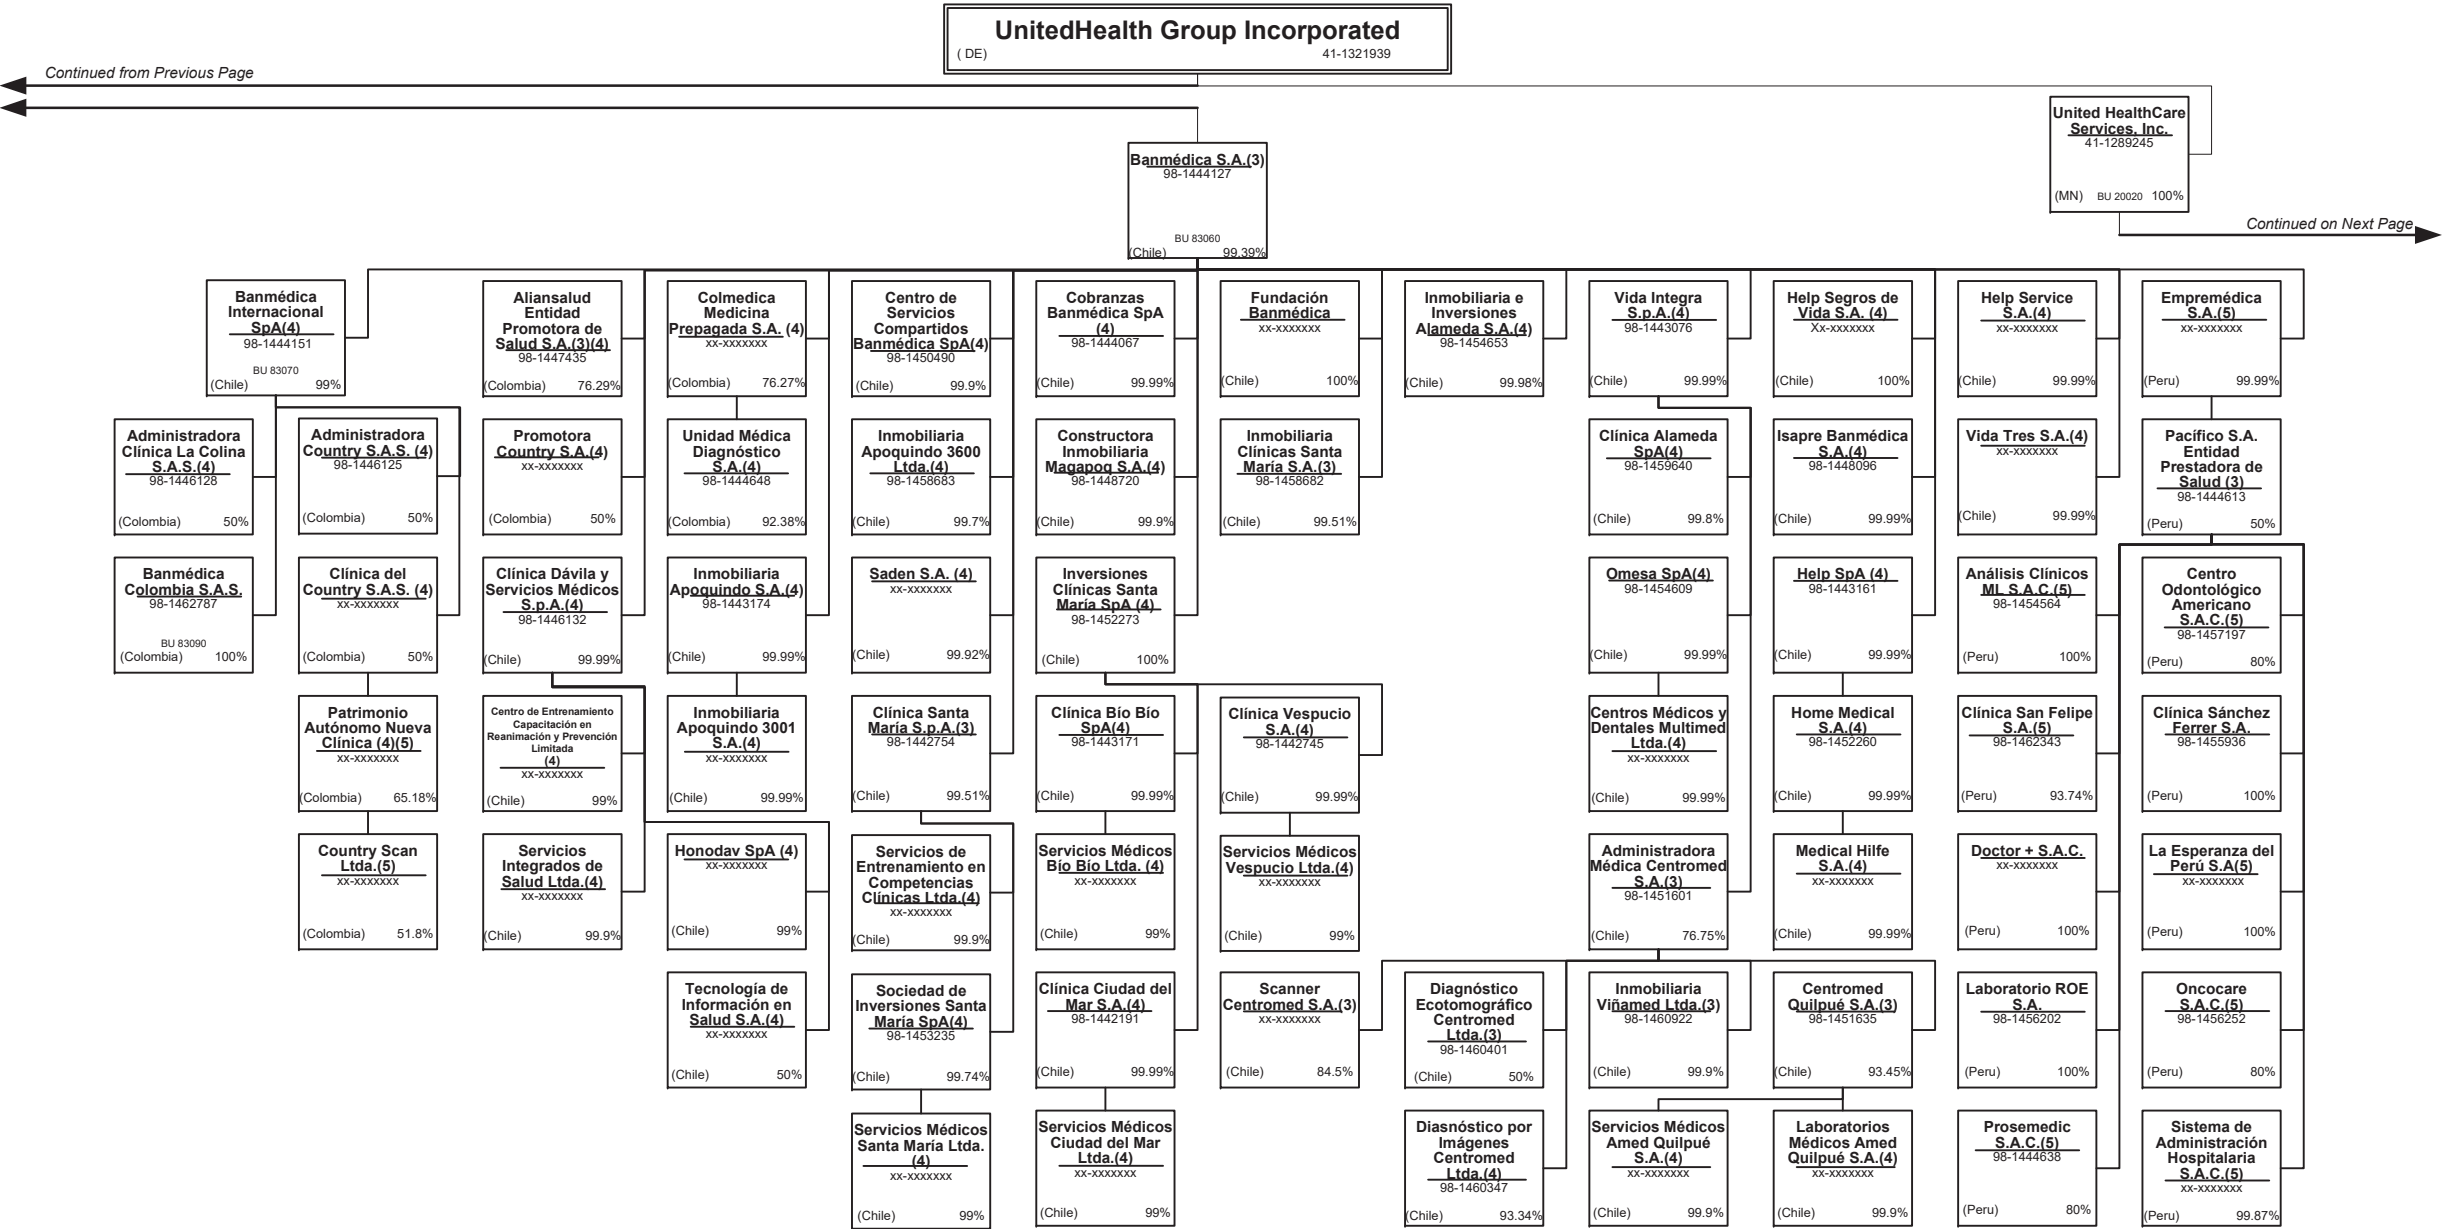 UnitedHealth Group Incorporated
( DE) 41-1321939
Continued from Previous Page
United HealthCare
Services, Inc.
41-1289245
(MN) BU 20020 100%
Continued on Next Page
Banmédica S.A.(3)
98-1444127
BU 83060
(Chile) 99.39%
Banmédica
Internacional
SpA(4)
98-1444151
BU 83070
(Chile) 99%
Aliansalud
Entidad
Promotora de
Salud S.A.(3)(4)
98-1447435
(Colombia) 76.29%
Colmedica
Medicina
Prepagada S.A. (4)
xx-xxxxxxx
(Colombia) 76.27%
Centro de
Servicios
Compartidos
Banmédica SpA(4)
98-1450490
(Chile) 99.9%
Cobranzas
Banmédica SpA
(4)
98-1444067
(Chile) 99.99%
Fundación
Banmédica
xx-xxxxxxx
(Chile) 100%
Inmobiliaria e
Inversiones
Alameda S.A.(4)
98-1454653
(Chile) 99.98%
Vida Integra
S.p.A.(4)
98-1443076
(Chile) 99.99%
Help Segros de
Vida S.A. (4)
Xx-xxxxxxx
(Chile) 100%
Help Service
S.A.(4)
xx-xxxxxxx
(Chile) 99.99%
Empremédica
S.A.(5)
xx-xxxxxxx
(Peru) 99.99%
Administradora
Clínica La Colina
S.A.S.(4)
98-1446128
(Colombia) 50%
Administradora
Country S.A.S. (4)
98-1446125
(Colombia) 50%
Promotora
Country S.A.(4)
xx-xxxxxxx
(Colombia) 50%
Unidad Médica
Diagnóstico
S.A.(4)
98-1444648
(Colombia) 92.38%
Inmobiliaria
Apoquindo 3600
Ltda.(4)
98-1458683
(Chile) 99.7%
Constructora
Inmobiliaria
Magapoq S.A.(4)
98-1448720
(Chile) 99.9%
Inmobiliaria
Clínicas Santa
María S.A.(3)
98-1458682
(Chile) 99.51%
Clínica Alameda
SpA(4)
98-1459640
(Chile) 99.8%
Isapre Banmédica
S.A.(4)
98-1448096
(Chile) 99.99%
Vida Tres S.A.(4)
xx-xxxxxxx
(Chile) 99.99%
Pacífico S.A.
Entidad
Prestadora de
Salud (3)
98-1444613
(Peru) 50%
Banmédica
Colombia S.A.S.
98-1462787
BU 83090
(Colombia) 100%
Clínica del
Country S.A.S. (4)
xx-xxxxxxx
(Colombia) 50%
Clínica Dávila y
Servicios Médicos
S.p.A.(4)
98-1446132
(Chile) 99.99%
Inmobiliaria
Apoquindo S.A.(4)
98-1443174
(Chile) 99.99%
Saden S.A. (4)
xx-xxxxxxx
(Chile) 99.92%
Inversiones
Clínicas Santa
María SpA (4)
98-1452273
(Chile) 100%
Omesa SpA(4)
98-1454609
(Chile) 99.99%
Help SpA (4)
98-1443161
(Chile) 99.99%
Análisis Clínicos
ML S.A.C.(5)
98-1454564
(Peru) 100%
Centro
Odontológico
Americano
S.A.C.(5)
98-1457197
(Peru) 80%
Patrimonio
Autónomo Nueva
Clínica (4)(5)
xx-xxxxxxx
(Colombia) 65.18%
Centro de Entrenamiento
Capacitación en
Reanimación y Prevención
Limitada
(4)
xx-xxxxxxx
(Chile) 99%
Inmobiliaria
Apoquindo 3001
S.A.(4)
xx-xxxxxxx
(Chile) 99.99%
Clínica Santa
María S.p.A.(3)
98-1442754
(Chile) 99.51%
Clínica Bío Bío
SpA(4)
98-1443171
(Chile) 99.99%
Clínica Vespucio
S.A.(4)
98-1442745
(Chile) 99.99%
Centros Médicos y
Dentales Multimed
Ltda.(4)
xx-xxxxxxx
(Chile) 99.99%
Home Medical
S.A.(4)
98-1452260
(Chile) 99.99%
Clínica San Felipe
S.A.(5)
98-1462343
(Peru) 93.74%
Clínica Sánchez
Ferrer S.A.
98-1455936
(Peru) 100%
Country Scan
Ltda.(5)
xx-xxxxxxx
(Colombia) 51.8%
Servicios
Integrados de
Salud Ltda.(4)
xx-xxxxxxx
(Chile) 99.9%
Honodav SpA (4)
xx-xxxxxxx
(Chile) 99%
Servicios de
Entrenamiento en
Competencias
Clínicas Ltda.(4)
xx-xxxxxxx
(Chile) 99.9%
Servicios Médicos
Bío Bío Ltda. (4)
xx-xxxxxxx
(Chile) 99%
Servicios Médicos
Vespucio Ltda.(4)
xx-xxxxxxx
(Chile) 99%
Administradora
Médica Centromed
S.A.(3)
98-1451601
(Chile) 76.75%
Medical Hilfe
S.A.(4)
xx-xxxxxxx
(Chile) 99.99%
Doctor + S.A.C.
xx-xxxxxxx
(Peru) 100%
La Esperanza del
Perú S.A(5)
xx-xxxxxxx
(Peru) 100%
Tecnología de
Información en
Salud S.A.(4)
xx-xxxxxxx
(Chile) 50%
Sociedad de
Inversiones Santa
María SpA(4)
98-1453235
(Chile) 99.74%
Clínica Ciudad del
Mar S.A.(4)
98-1442191
(Chile) 99.99%
Scanner
Centromed S.A.(3)
xx-xxxxxxx
(Chile) 84.5%
Diagnóstico
Ecotomográfico
Centromed
Ltda.(3)
98-1460401
(Chile) 50%
Inmobiliaria
Viñamed Ltda.(3)
98-1460922
(Chile) 99.9%
Centromed
Quilpué S.A.(3)
98-1451635
(Chile) 93.45%
Laboratorio ROE
S.A.
98-1456202
(Peru) 100%
Oncocare
S.A.C.(5)
98-1456252
(Peru) 80%
Servicios Médicos
Santa María Ltda.
(4)
xx-xxxxxxx
(Chile) 99%
Servicios Médicos
Ciudad del Mar
Ltda.(4)
xx-xxxxxxx
(Chile) 99%
Diasnóstico por
Imágenes
Centromed
Ltda.(4)
98-1460347
(Chile) 93.34%
Servicios Médicos
Amed Quilpué
S.A.(4)
xx-xxxxxxx
(Chile) 99.9%
Laboratorios
Médicos Amed
Quilpué S.A.(4)
xx-xxxxxxx
(Chile) 99.9%
Prosemedic
S.A.C.(5)
98-1444638
(Peru) 80%
Sistema de
Administración
Hospitalaria
S.A.C.(5)
xx-xxxxxxx
(Peru) 99.87%